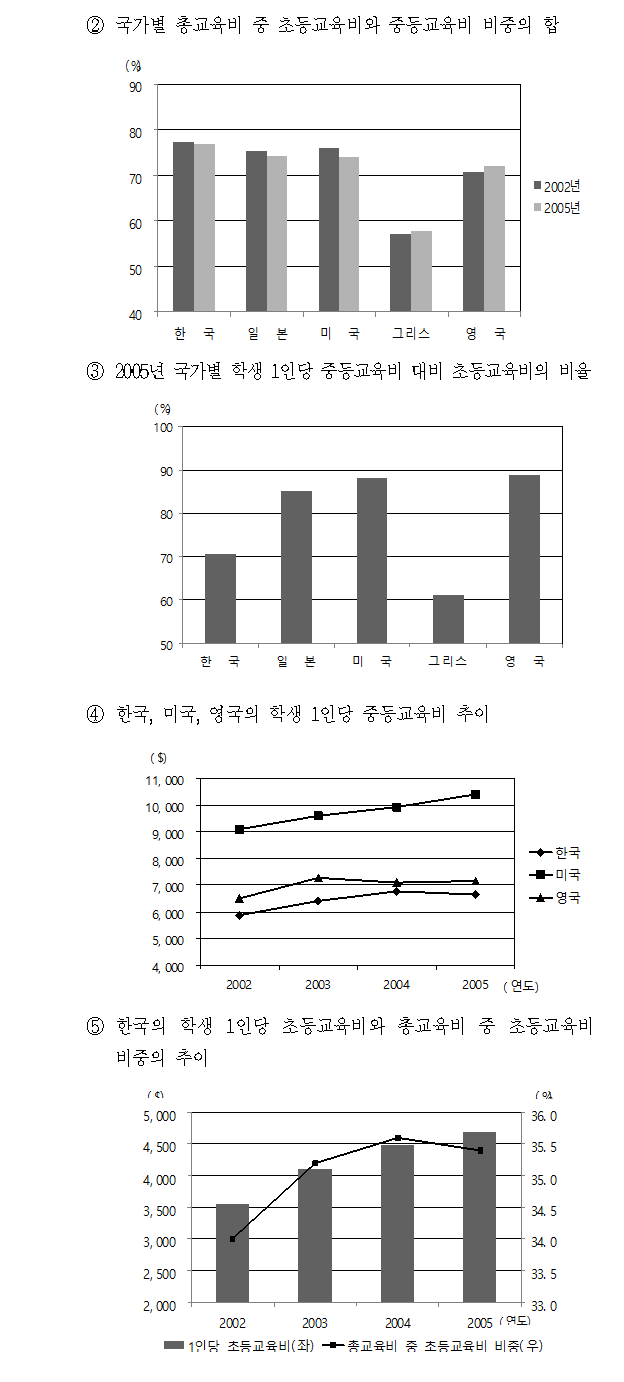 ② 국가별 총교육비 중 초등교육비와 중등교육비 비중의 합
(%)
90
80
70
60
50
40
2002년
2005년
한 국 일 본 미 국 그리스 영 국
③ 2005년 국가별 학생 1인당 중등교육비 대비 초등교육비의 비율
(%)
100
90
80
70
60
50
한 국 일 본 미 국 그리스 영 국
④ 한국, 미국, 영국의 학생 1인당 중등교육비 추이
( $)
11, 000
10, 000
9, 000
8, 000
7, 000
6, 000
5, 000
4, 000
한국
미국
영국
2002 2003 2004 2005 ( 연도)
⑤ 한국의 학생 1인당 초등교육비와 총교육비 중 초등교육비
비중의 추이
( $) (%)
5, 000 36. 0
4, 500 35. 5
4, 000 35. 0
3, 500 34. 5
3, 000 34. 0
2, 500 33. 5
2, 000 33. 0
2002 2003 2004 2005 ( 연도)
1인당 초등교육비(좌) 총교육비 중 초등교육비 비중(우)